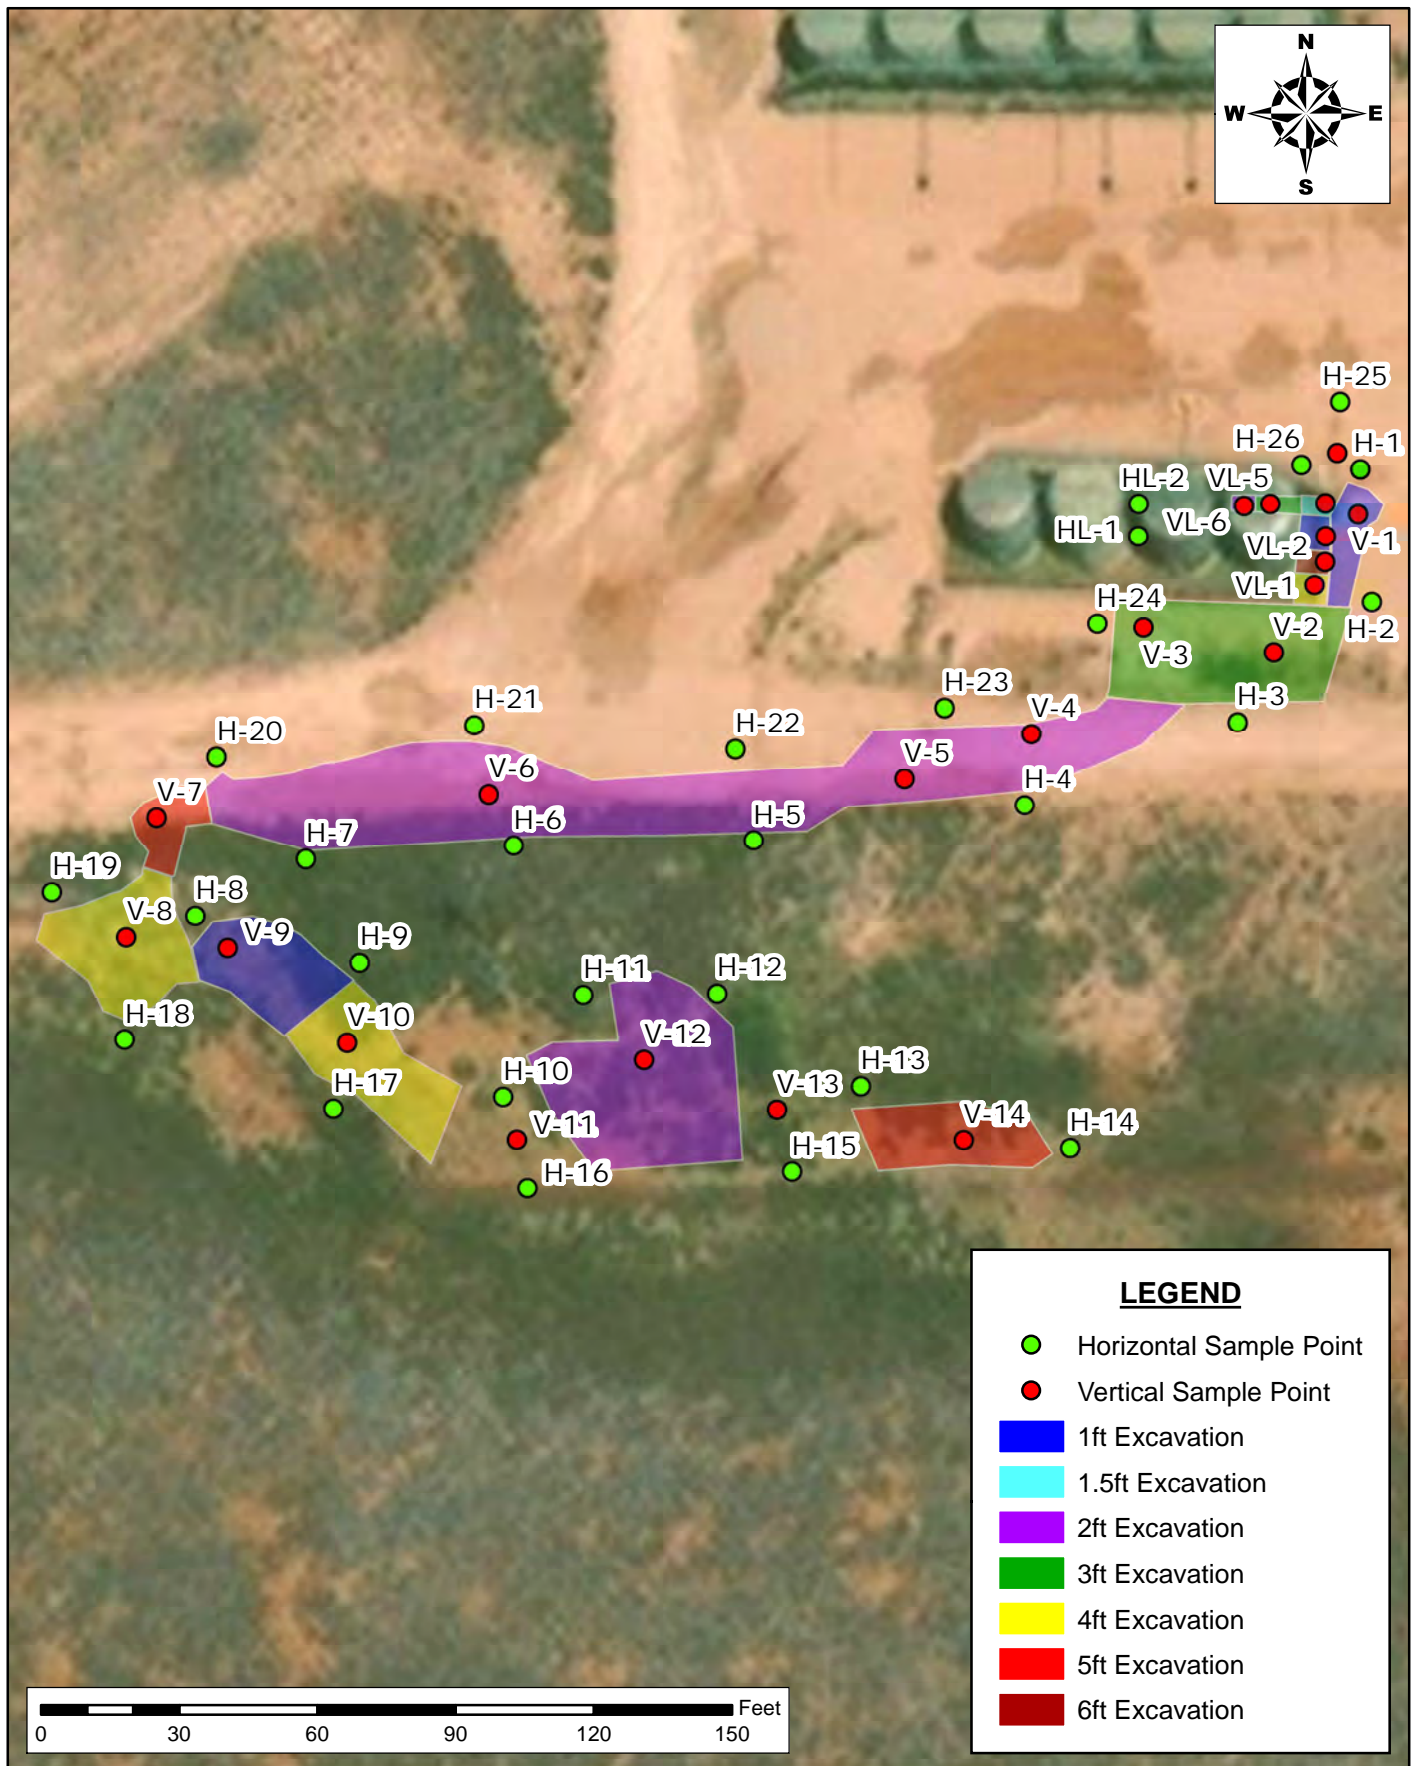 N
W E
S
H-25
H-26 H-1
HL-2 VL-5
VL-6 V-1
HL-1 VL-2
VL-1
H-24 H-2
V-2
V-3
H-23 H-3
H-21 V-4
H-20 H-22
V-5
V-6
V-7 H-4
H-5
H-6
H-7
H-19 H-8
V-8
V-9 H-9
H-11 H-12
H-18 V-10
V-12
H-10 H-13
H-17 V-13
V-11 V-14 H-14
H-15
H-16
LEGEND
Horizontal Sample Point
Vertical Sample Point
1ft Excavation
1.5ft Excavation
2ft Excavation
3ft Excavation
4ft Excavation
5ft Excavation
6ft Excavation
Feet
0 30 60 90 120 150